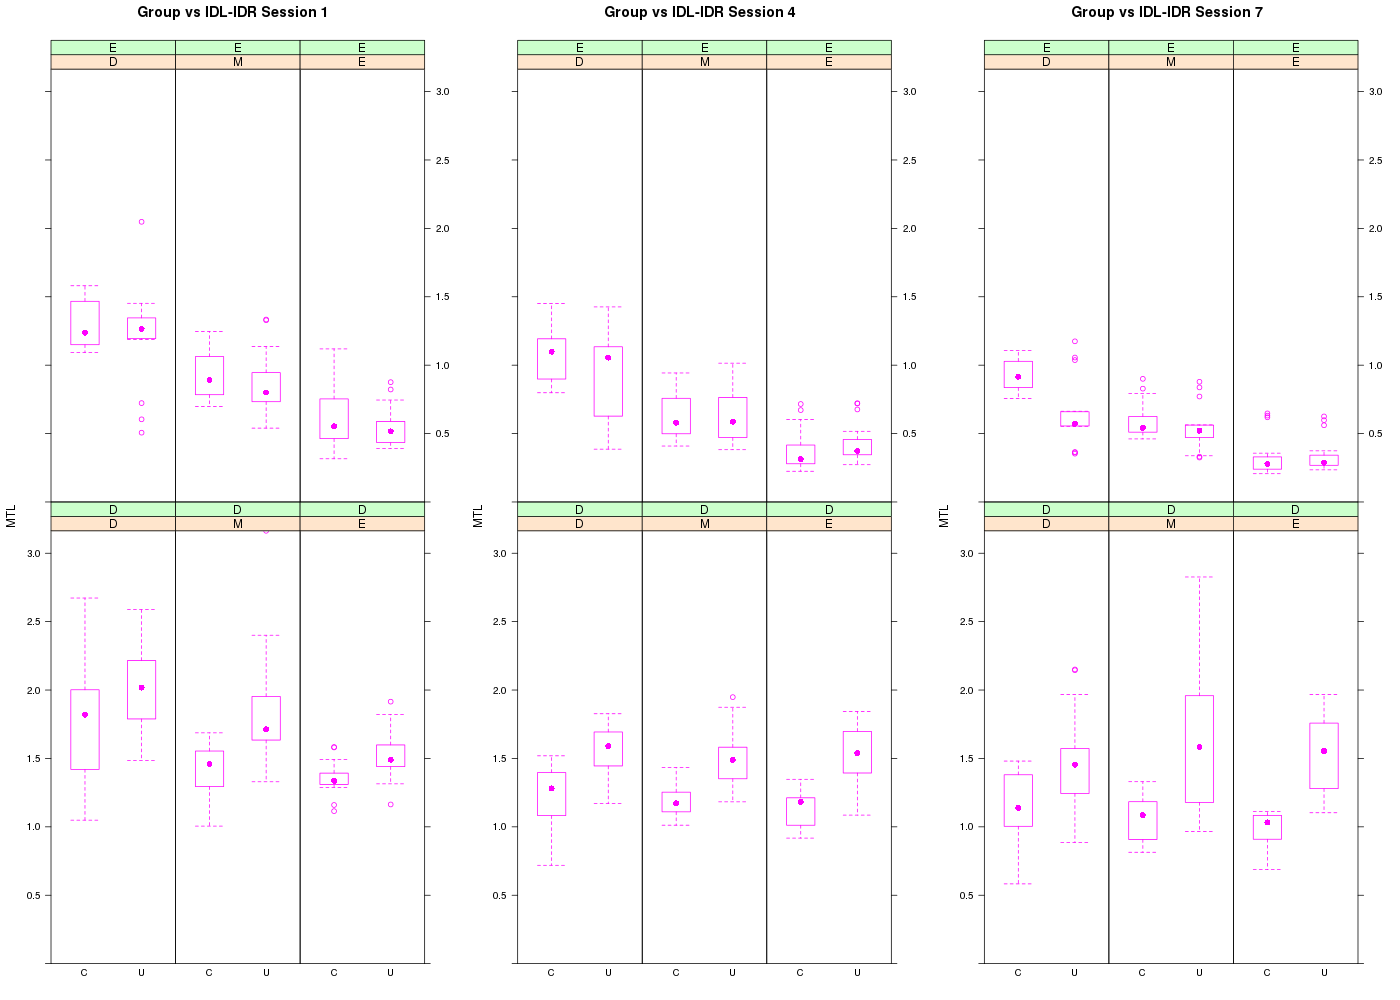 Group vs IDL-IDR Session 1 Group vs IDL-IDR Session 4 Group vs IDL-IDR Session 7
E E E E E E E E E
D M E D M E D M E
3.0 3.0 3.0
2.5 2.5 2.5
2.0 2.0 2.0
1.5 1.5 1.5
1.0 1.0 1.0
0.5 0.5 0.5
MTL MTL MTL
D D D D D D D D D
D M E D M E D M E
3.0 3.0 3.0
2.5 2.5 2.5
2.0 2.0 2.0
1.5 1.5 1.5
1.0 1.0 1.0
0.5 0.5 0.5
C U C U C U C U C U C U C U C U C U